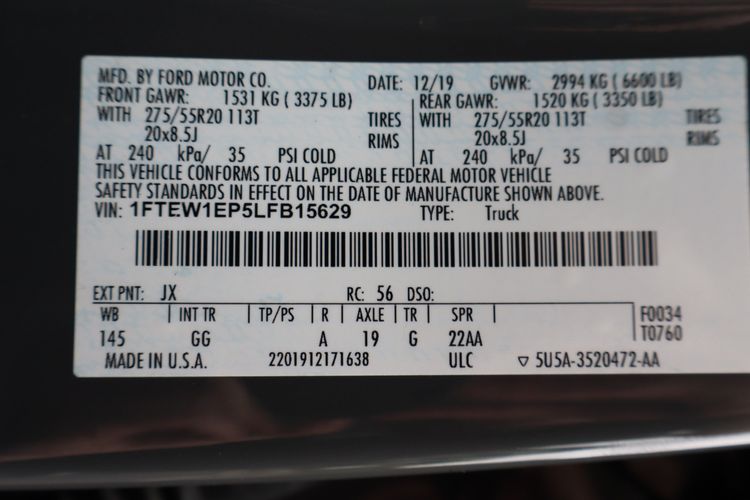 MFD. BY FORD MOTOR CO. DATE: 12/19 GVWR: 2994 KG ( 6600 LB)
FRONT GAWR: 1531 KG ( 3375 LB) REAR GAWR: 1520 KG ( 3350 LB)
WITH 275/55R20 113T TIRES WITH 275/55R20 113T TIRES
20x8.5J RIMS 20x8.5J RIMS
AT 240 kPa/ 35 PSI COLD AT 240 kPa/ 35 PSI COLD
THIS VEHICLE CONFORMS TO ALL APPLICABLE FEDERAL MOTOR VEHICLE
SAFETY STANDARDS IN EFFECT ON THE DATE OF MANUFACTURE SHOWN ABOVE.
VIN: 1FTEW1EP5LFB15629 TYPE: Truck
EXT PNT: JX RC: 56 DSO:
WB | INT TR | TP/PS | R | AXLE | TR | SPR F0034
145 GG A 19 G 22AA T0760
MADE IN U.S.A. 2201912171638 ULC ▽ 5U5A-3520472-AA